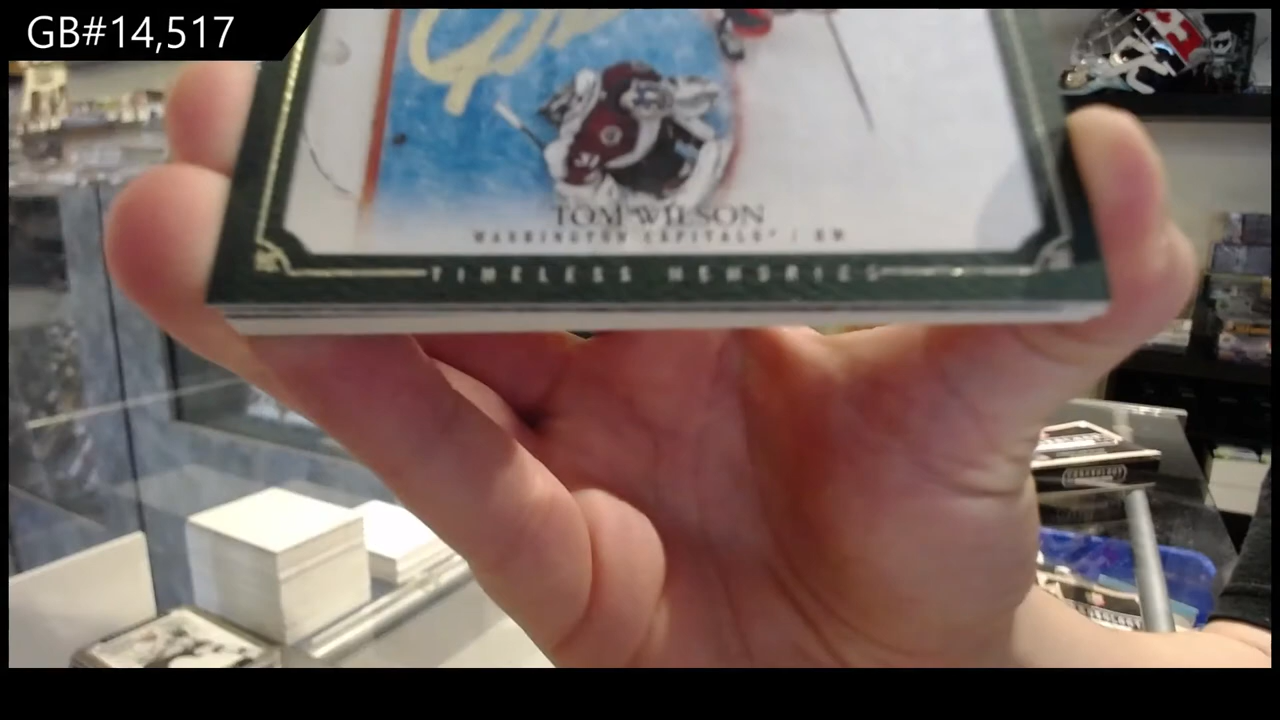 GB#14,517
TOM WILSON
WASHINGTON CAPITALS® | RW
TIMELESS MEMORIES